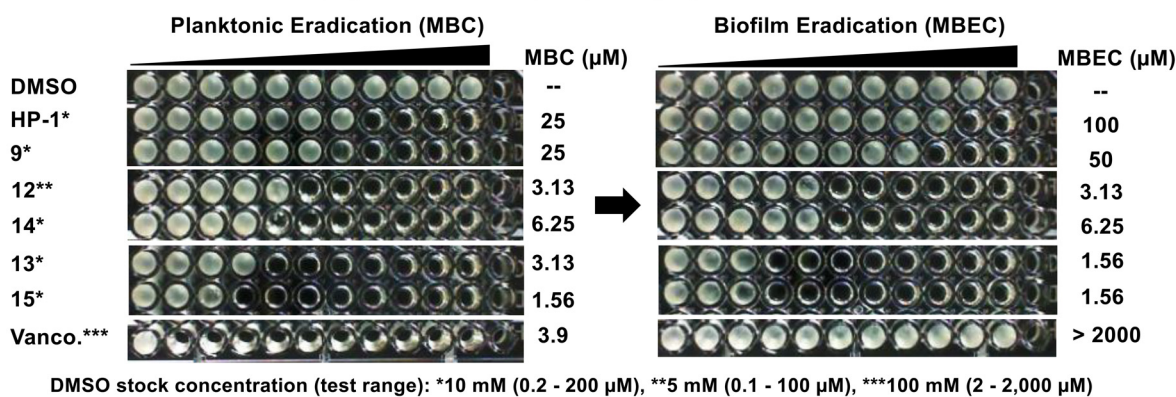 Planktonic Eradication (MBC) Biofilm Eradication (MBEC)
MBC (µM) MBEC (µM)
DMSO -- --
HP-1* 25 100
9* 25 50
12** 3.13 3.13
14* 6.25 6.25
13* 3.13 1.56
15* 1.56 1.56
Vanco.*** 3.9 > 2000
DMSO stock concentration (test range): *10 mM (0.2 - 200 µM), **5 mM (0.1 - 100 µM), ***100 mM (2 - 2,000 µM)